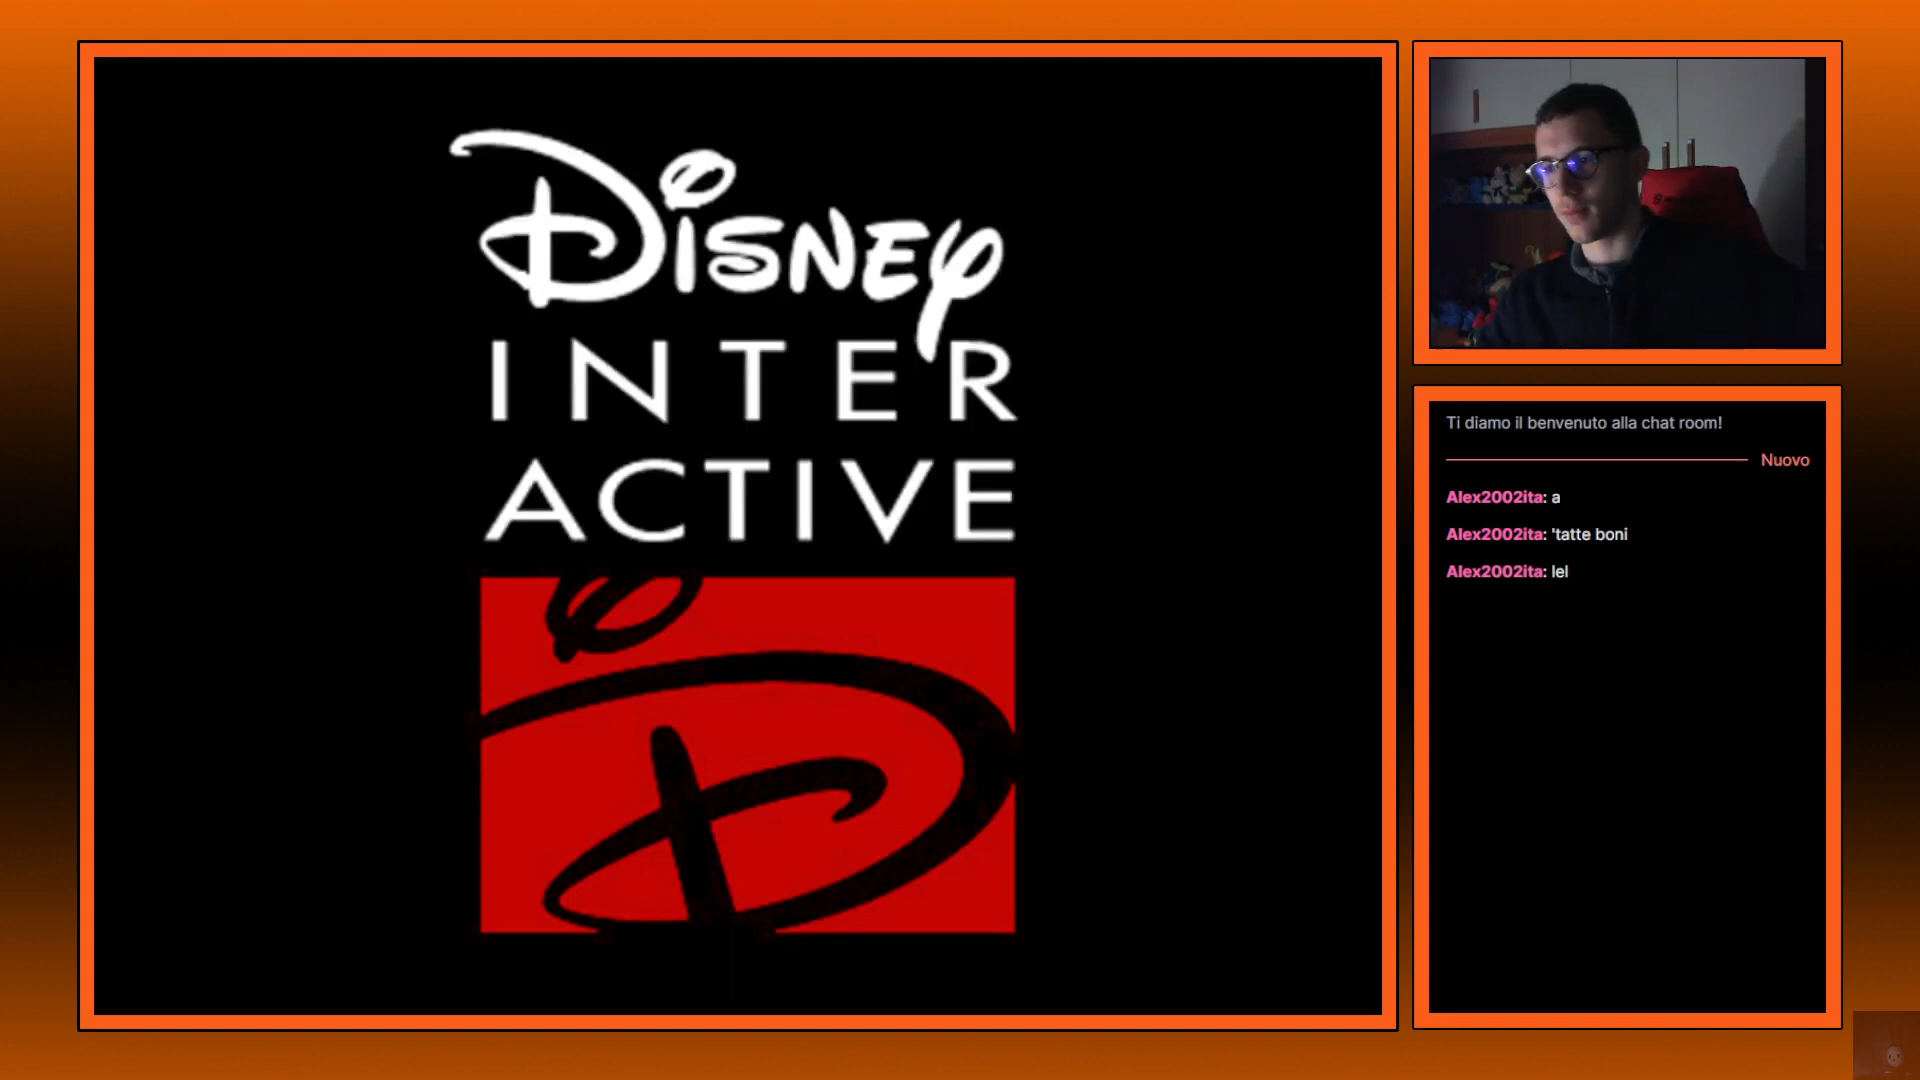 Disney
INTER
ACTIVE
Ti diamo il benvenuto alla chat room!
Nuovo
Alex2002ita: a
Alex2002ita: 'tatte boni
Alex2002ita: lel